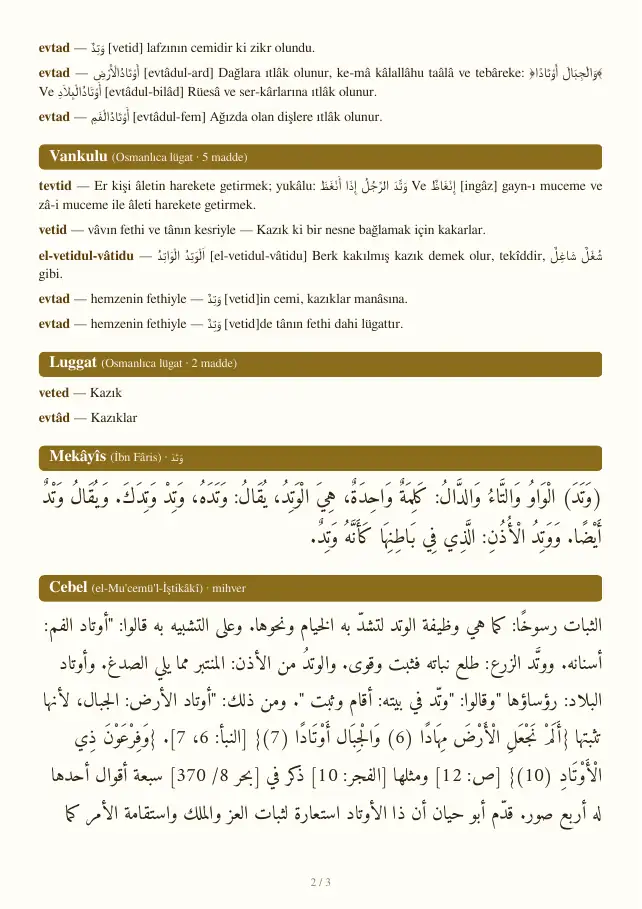 evtad — وَتِدْ [vetid] lafzının cemidir ki zikr olundu.
evtad — أَوْتَادُالْأَرْضِ [evtâdul-ard] Dağlara ıtlâk olunur, ke-mâ kâlallâhu taâlâ ve tebâreke: ﴿وَالْجِبَالَ أَوْتَادًا﴾
Ve أَوْتَادُالْبِلاَدِ [evtâdul-bilâd] Rüesâ ve ser-kârlarına ıtlâk olunur.
evtad — أَوْتَادُالْفَمِ [evtâdul-fem] Ağızda olan dişlere ıtlâk olunur.
Vankulu (Osmanlıca lügat · 5 madde)
tevtid — Er kişi âletin harekete getirmek; yukâlu: وَتَّدَ الرَّجُلُ إِذَا أَنْعَظَ Ve إِنْعَاظٌ [ingâz] gayn-ı muceme ve
zâ-i muceme ile âleti harekete getirmek.
vetid — vâvın fethi ve tânın kesriyle — Kazık ki bir nesne bağlamak için kakarlar.
el-vetidul-vâtidu — اَلْوَتِدُ الْوَاتِدُ [el-vetidul-vâtidu] Berk kakılmış kazık demek olur, tekîddir, شُغْلٌ شَاغِلٌ
gibi.
evtad — hemzenin fethiyle — وَتِدْ [vetid]in cemi, kazıklar manâsına.
evtad — hemzenin fethiyle — وَتِدْ [vetid]de tânın fethi dahi lügattır.
Luggat (Osmanlıca lügat · 2 madde)
veted — Kazık
evtâd — Kazıklar
Mekâyîs (İbn Fâris) · وَتَدَ
(وَتَدَ) الْوَاوُ وَالتَّاءُ وَالدَّالُ: كَلِمَةٌ وَاحِدَةٌ، هِيَ الْوَتِدُ، يُقَالُ: وَتَدَهُ، وَتِدْ وَتِدَكَ. وَيُقَالُ وَتْدٌ
أَيْضًا. وَوَتِدُ الْأُذُنِ: الَّذِي فِي بَاطِنِهَا كَأَنَّهُ وَتِدٌ.
Cebel (el-Mu'cemü'l-İştikâkî) · mihver
الثبات رسوخًا: كما هي وظيفة الوتد لتشدّ به الخيام ونحوها. وعلى التشبيه به قالوا: "أوتاد الفم:
أسنانه. ووتَّد الزرع: طلع نباته فثبت وقوى. والوتدُ من الأذن: المنتبر مما يلي الصدغ. وأوتاد
البلاد: رؤساؤها "وقالوا: "وتّد في بيته: أقام وثبت ". ومن ذلك: "أوتاد الأرض: الجبال، لأنها
تثبتها {أَلَمْ نَجْعَلِ الْأَرْضَ مِهَادًا (6) وَالْجِبَال أَوْتَادًا (7)} [النبأ: 6، 7]. {وَفِرْعَوْنَ ذِي
الْأَوْتَادِ (10)} [ص: 12] ومثلها [الفجر: 10] ذكر في [بحر 8/ 370] سبعة أقوال أحدها
له أربع صور. قدّم أبو حيان أن ذا الأوتاد استعارة لثبات العز والملك واستقامة الأمر كما
2 / 3